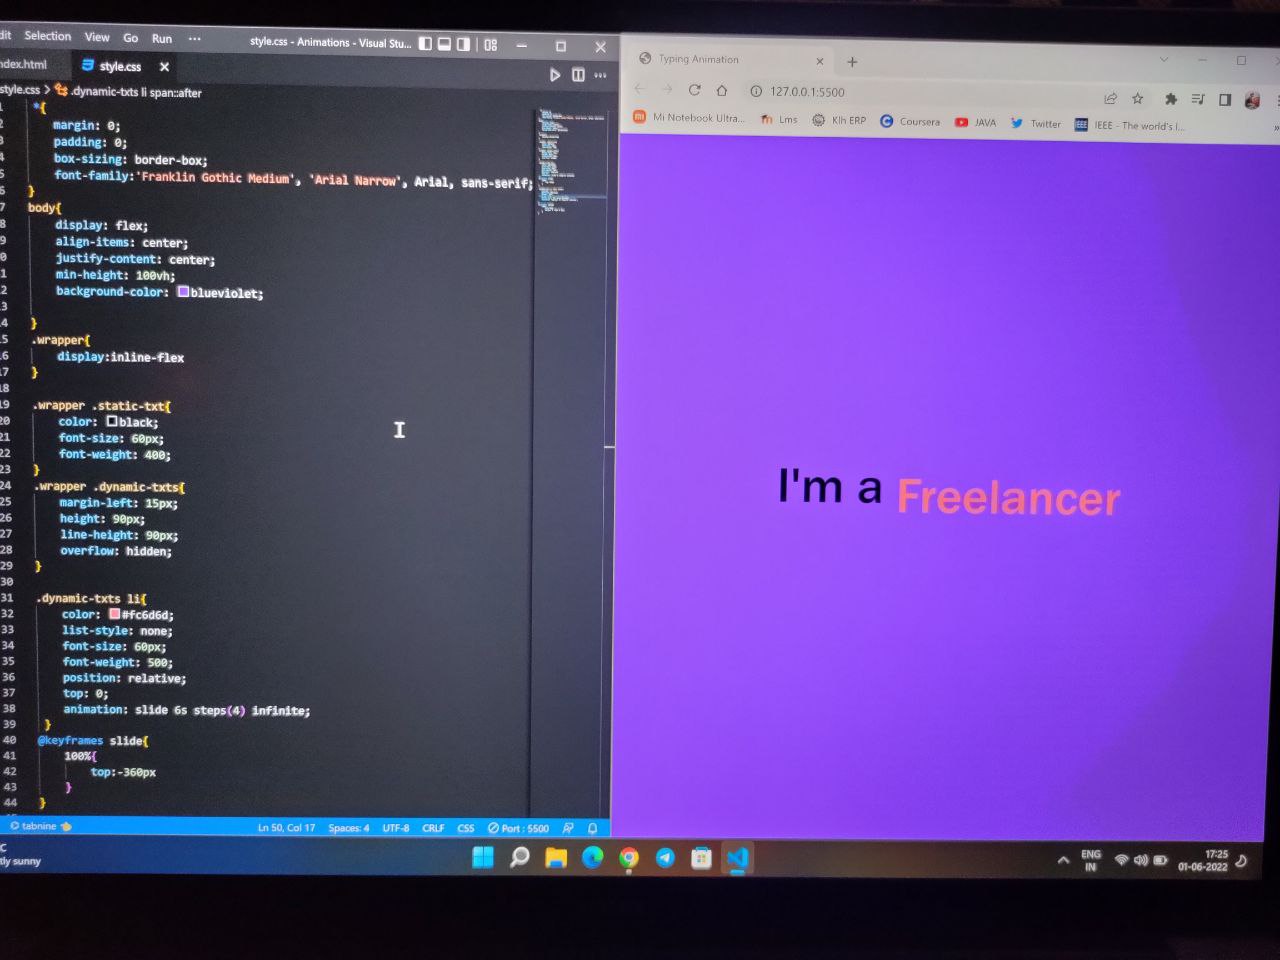 dit Selection View Go Run ··· style.css - Animations - Visual Stu...
ndex.html style.css
style.css > .dynamic-txts li span::after
1 *{
2 margin: 0;
3 padding: 0;
4 box-sizing: border-box;
5 font-family:'Franklin Gothic Medium', 'Arial Narrow', Arial, sans-serif;
6 }
7 body{
8 display: flex;
9 align-items: center;
0 justify-content: center;
1 min-height: 100vh;
2 background-color: blueviolet;
3
4 }
15 .wrapper{
16 display:inline-flex
17 }
18
19 .wrapper .static-txt{
20 color: black;
21 font-size: 60px;
22 font-weight: 400;
23 }
24 .wrapper .dynamic-txts{
25 margin-left: 15px;
26 height: 90px;
27 line-height: 90px;
28 overflow: hidden;
29 }
30
31 .dynamic-txts li{
32 color: #fc6d6d;
33 list-style: none;
34 font-size: 60px;
35 font-weight: 500;
36 position: relative;
37 top: 0;
38 animation: slide 6s steps(4) infinite;
39 }
40 @keyframes slide{
41 100%{
42 top:-360px
43 }
44 }
tabnine Ln 50, Col 17 Spaces: 4 UTF-8 CRLF CSS Port : 5500
Typing Animation
127.0.0.1:5500
Mi Notebook Ultra... Lms Klh ERP Coursera JAVA Twitter IEEE - The world's l... »
I'm a Freelancer
C
tly sunny
ENG
IN
17:25
01-06-2022